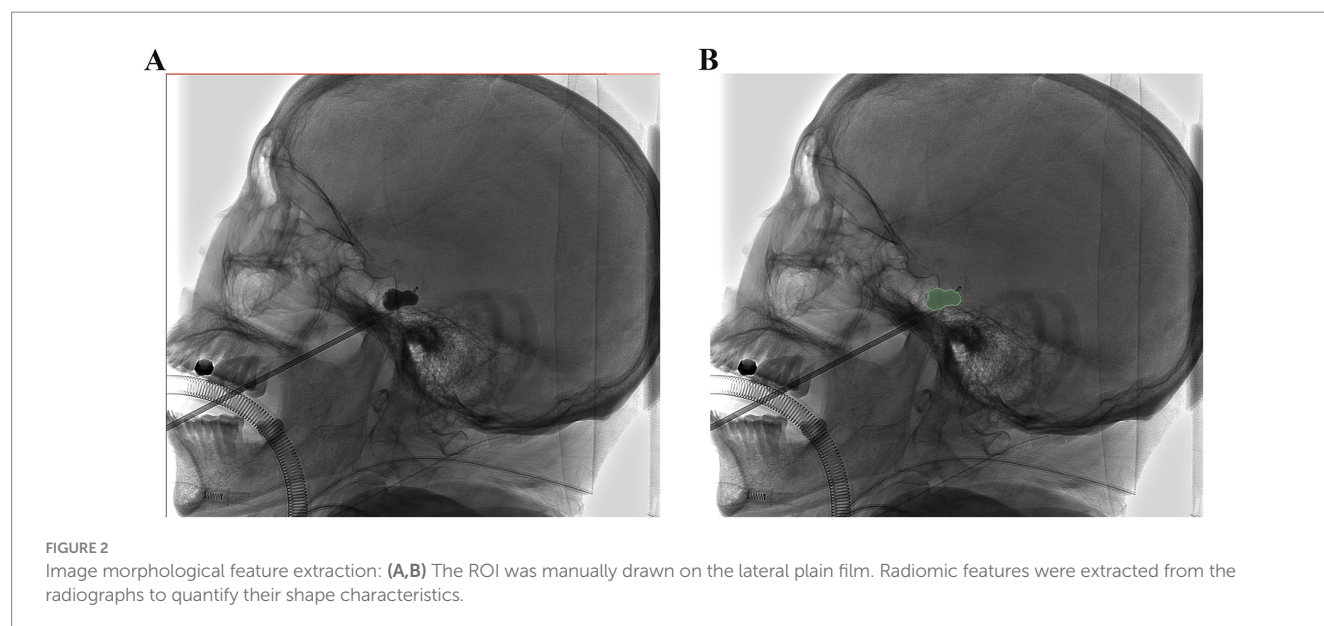 A
B
FIGURE 2
Image morphological feature extraction: (A,B) The ROI was manually drawn on the lateral plain film. Radiomic features were extracted from the
radiographs to quantify their shape characteristics.